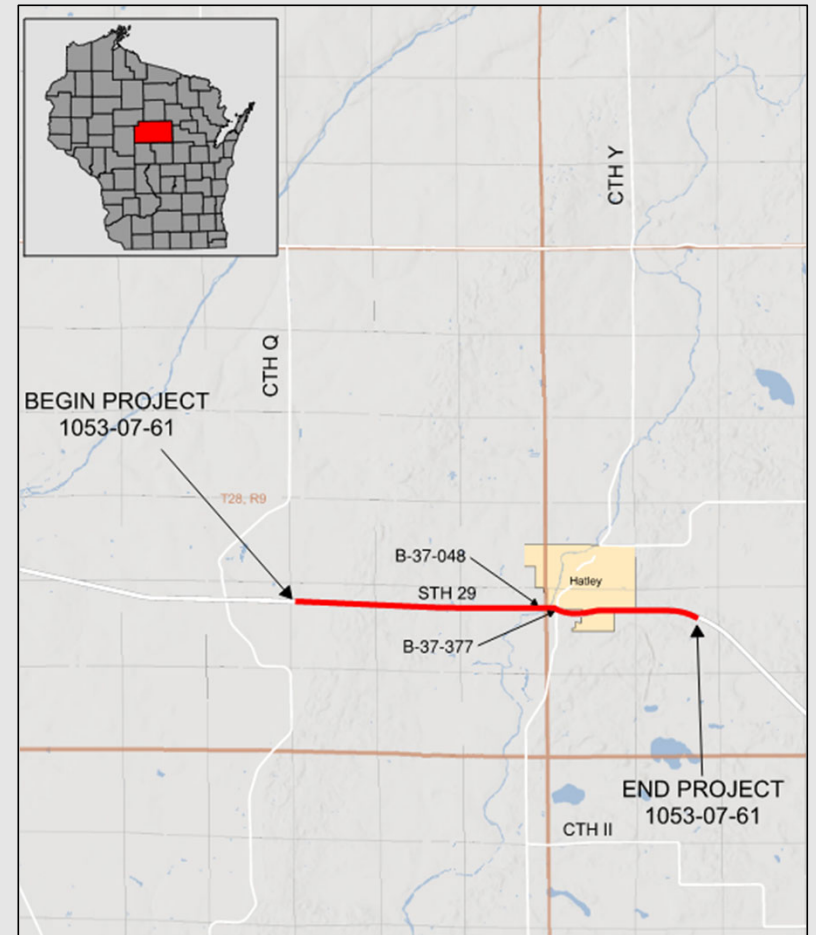 CTH Y
CTH Q
BEGIN PROJECT
1053-07-61
T28, R9
B-37-048
Hatley
STH 29
B-37-377
END PROJECT
1053-07-61
CTH II